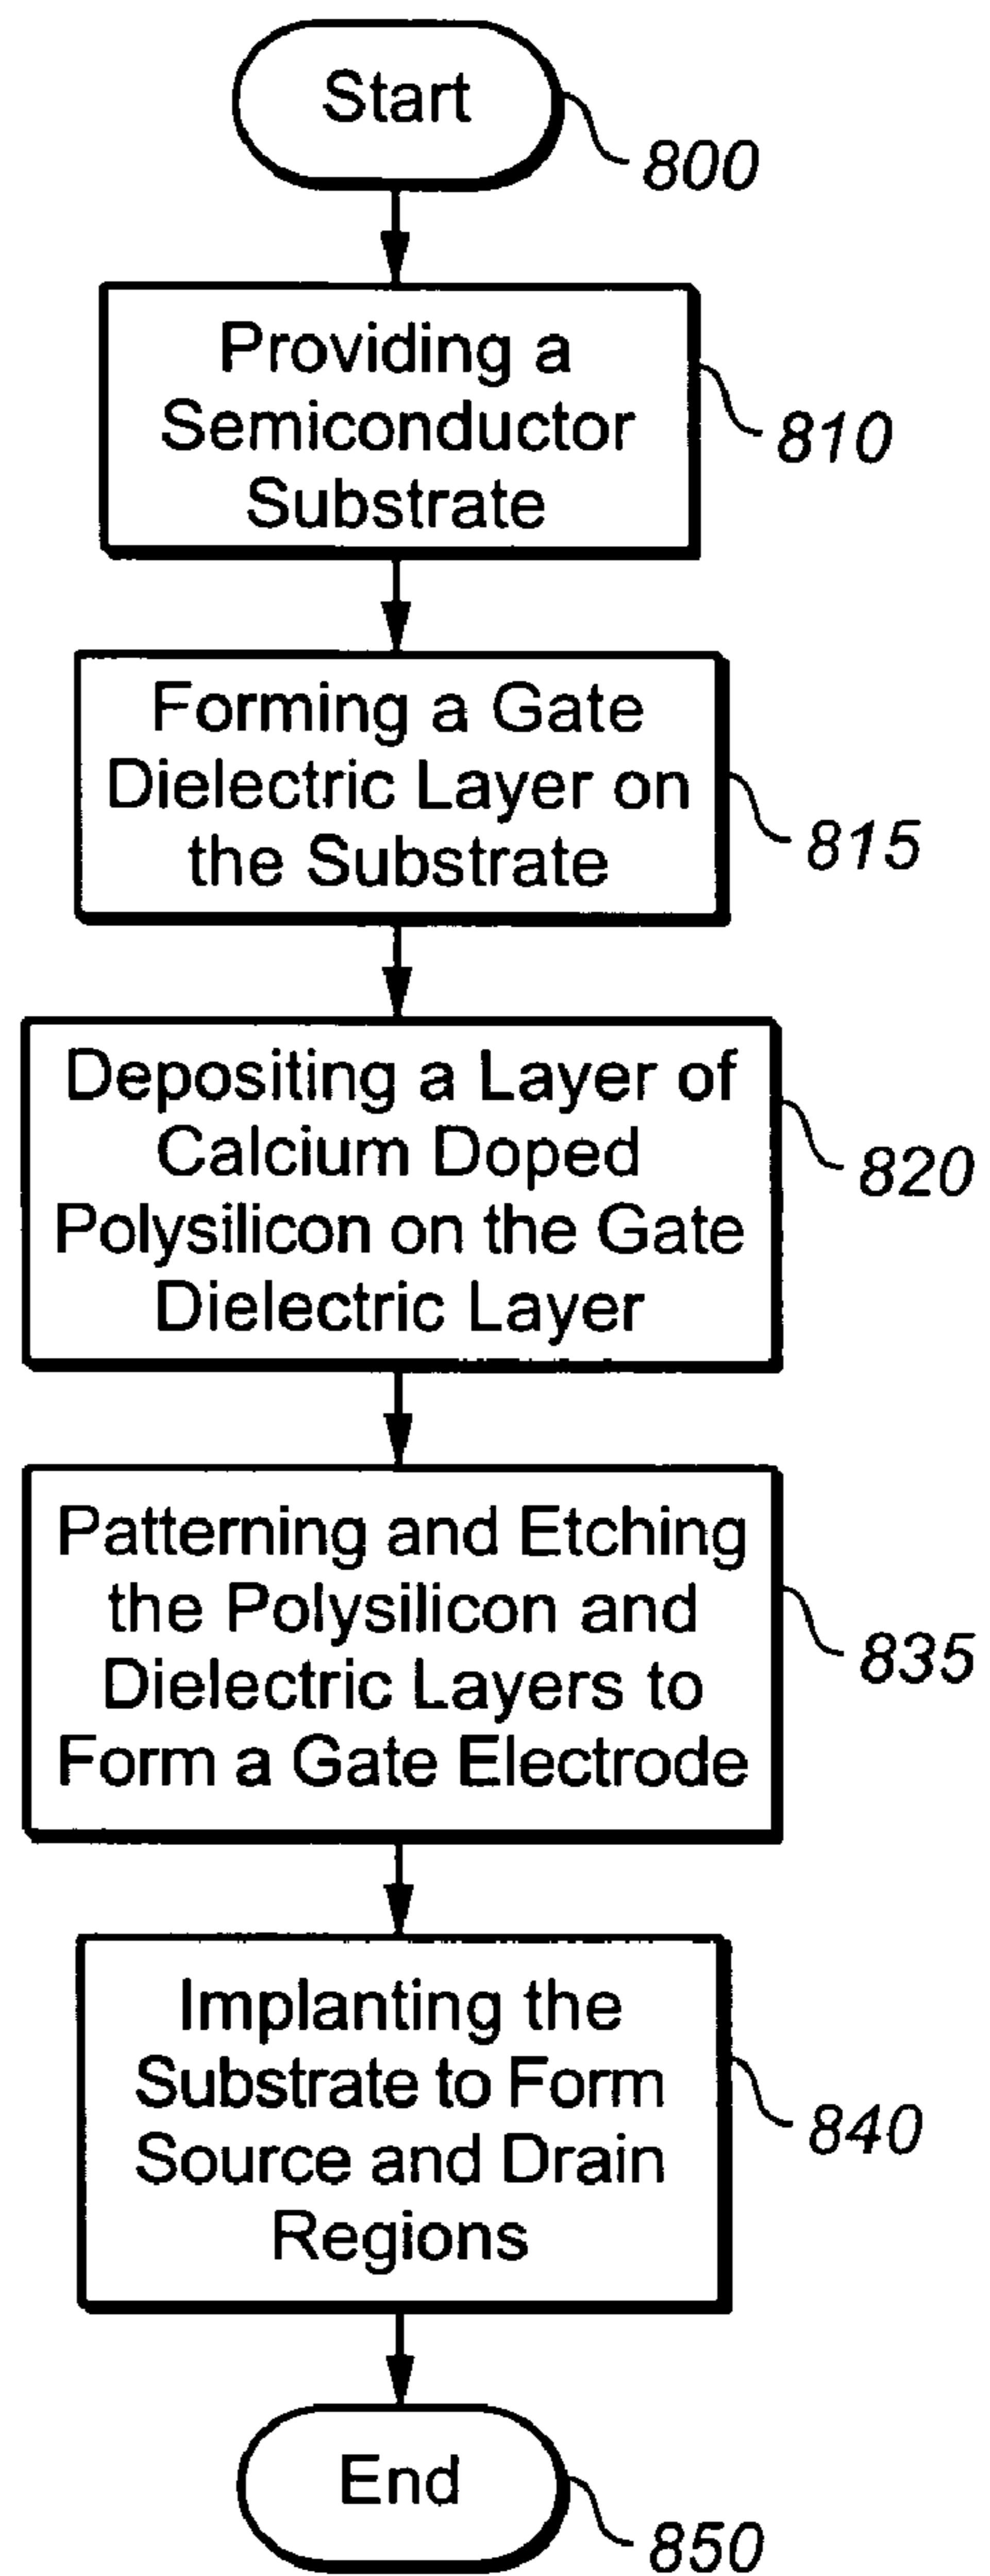 Start
800
Providing a
Semiconductor
Substrate
810
Forming a Gate
Dielectric Layer on
the Substrate
815
Depositing a Layer of
Calcium Doped
Polysilicon on the Gate
Dielectric Layer
820
Patterning and Etching
the Polysilicon and
Dielectric Layers to
Form a Gate Electrode
835
Implanting the
Substrate to Form
Source and Drain
Regions
840
End
850